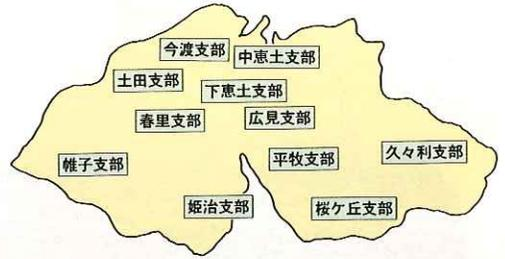 今渡支部
中恵土支部
土田支部
下恵土支部
春里支部
広見支部
久々利支部
平牧支部
帷子支部
姫治支部
桜ケ丘支部